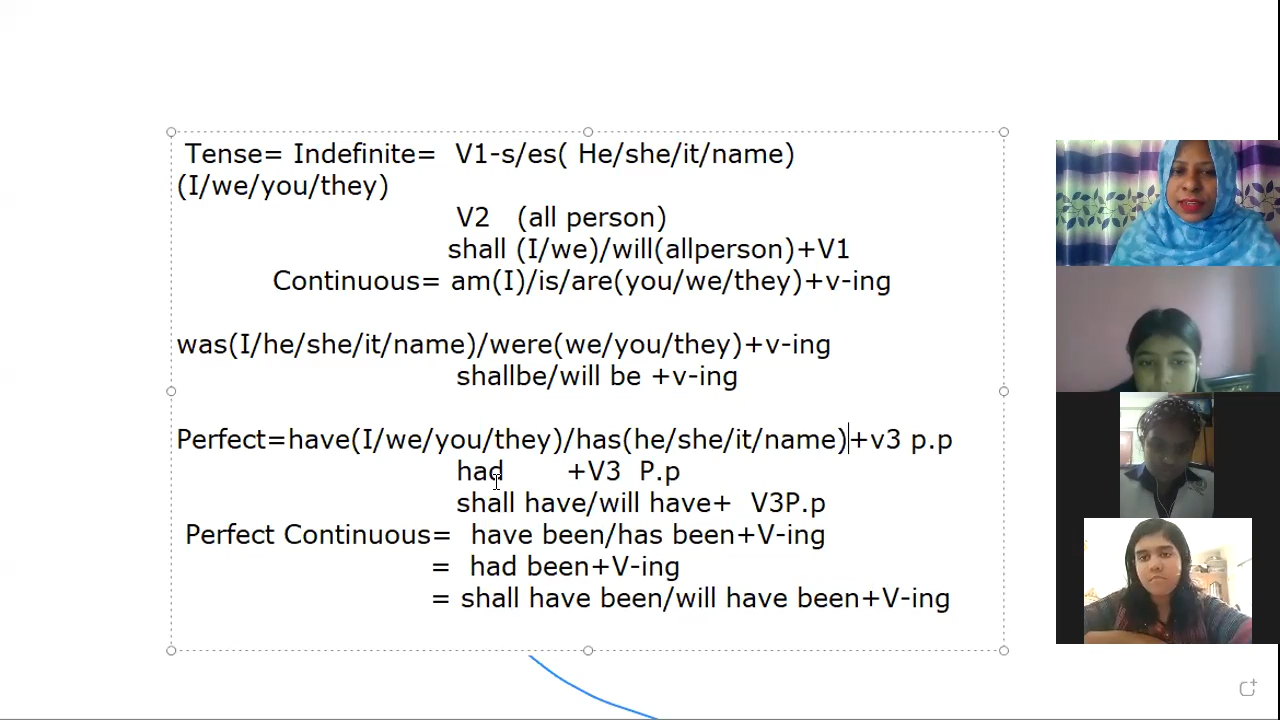 Tense= Indefinite= V1-s/es( He/she/it/name)
(I/we/you/they)
V2 (all person)
shall (I/we)/will(allperson)+V1
Continuous= am(I)/is/are(you/we/they)+v-ing
was(I/he/she/it/name)/were(we/you/they)+v-ing
shallbe/will be +v-ing
Perfect=have(I/we/you/they)/has(he/she/it/name)+v3 p.p
had +V3 P.p
shall have/will have+ V3P.p
Perfect Continuous= have been/has been+V-ing
= had been+V-ing
= shall have been/will have been+V-ing